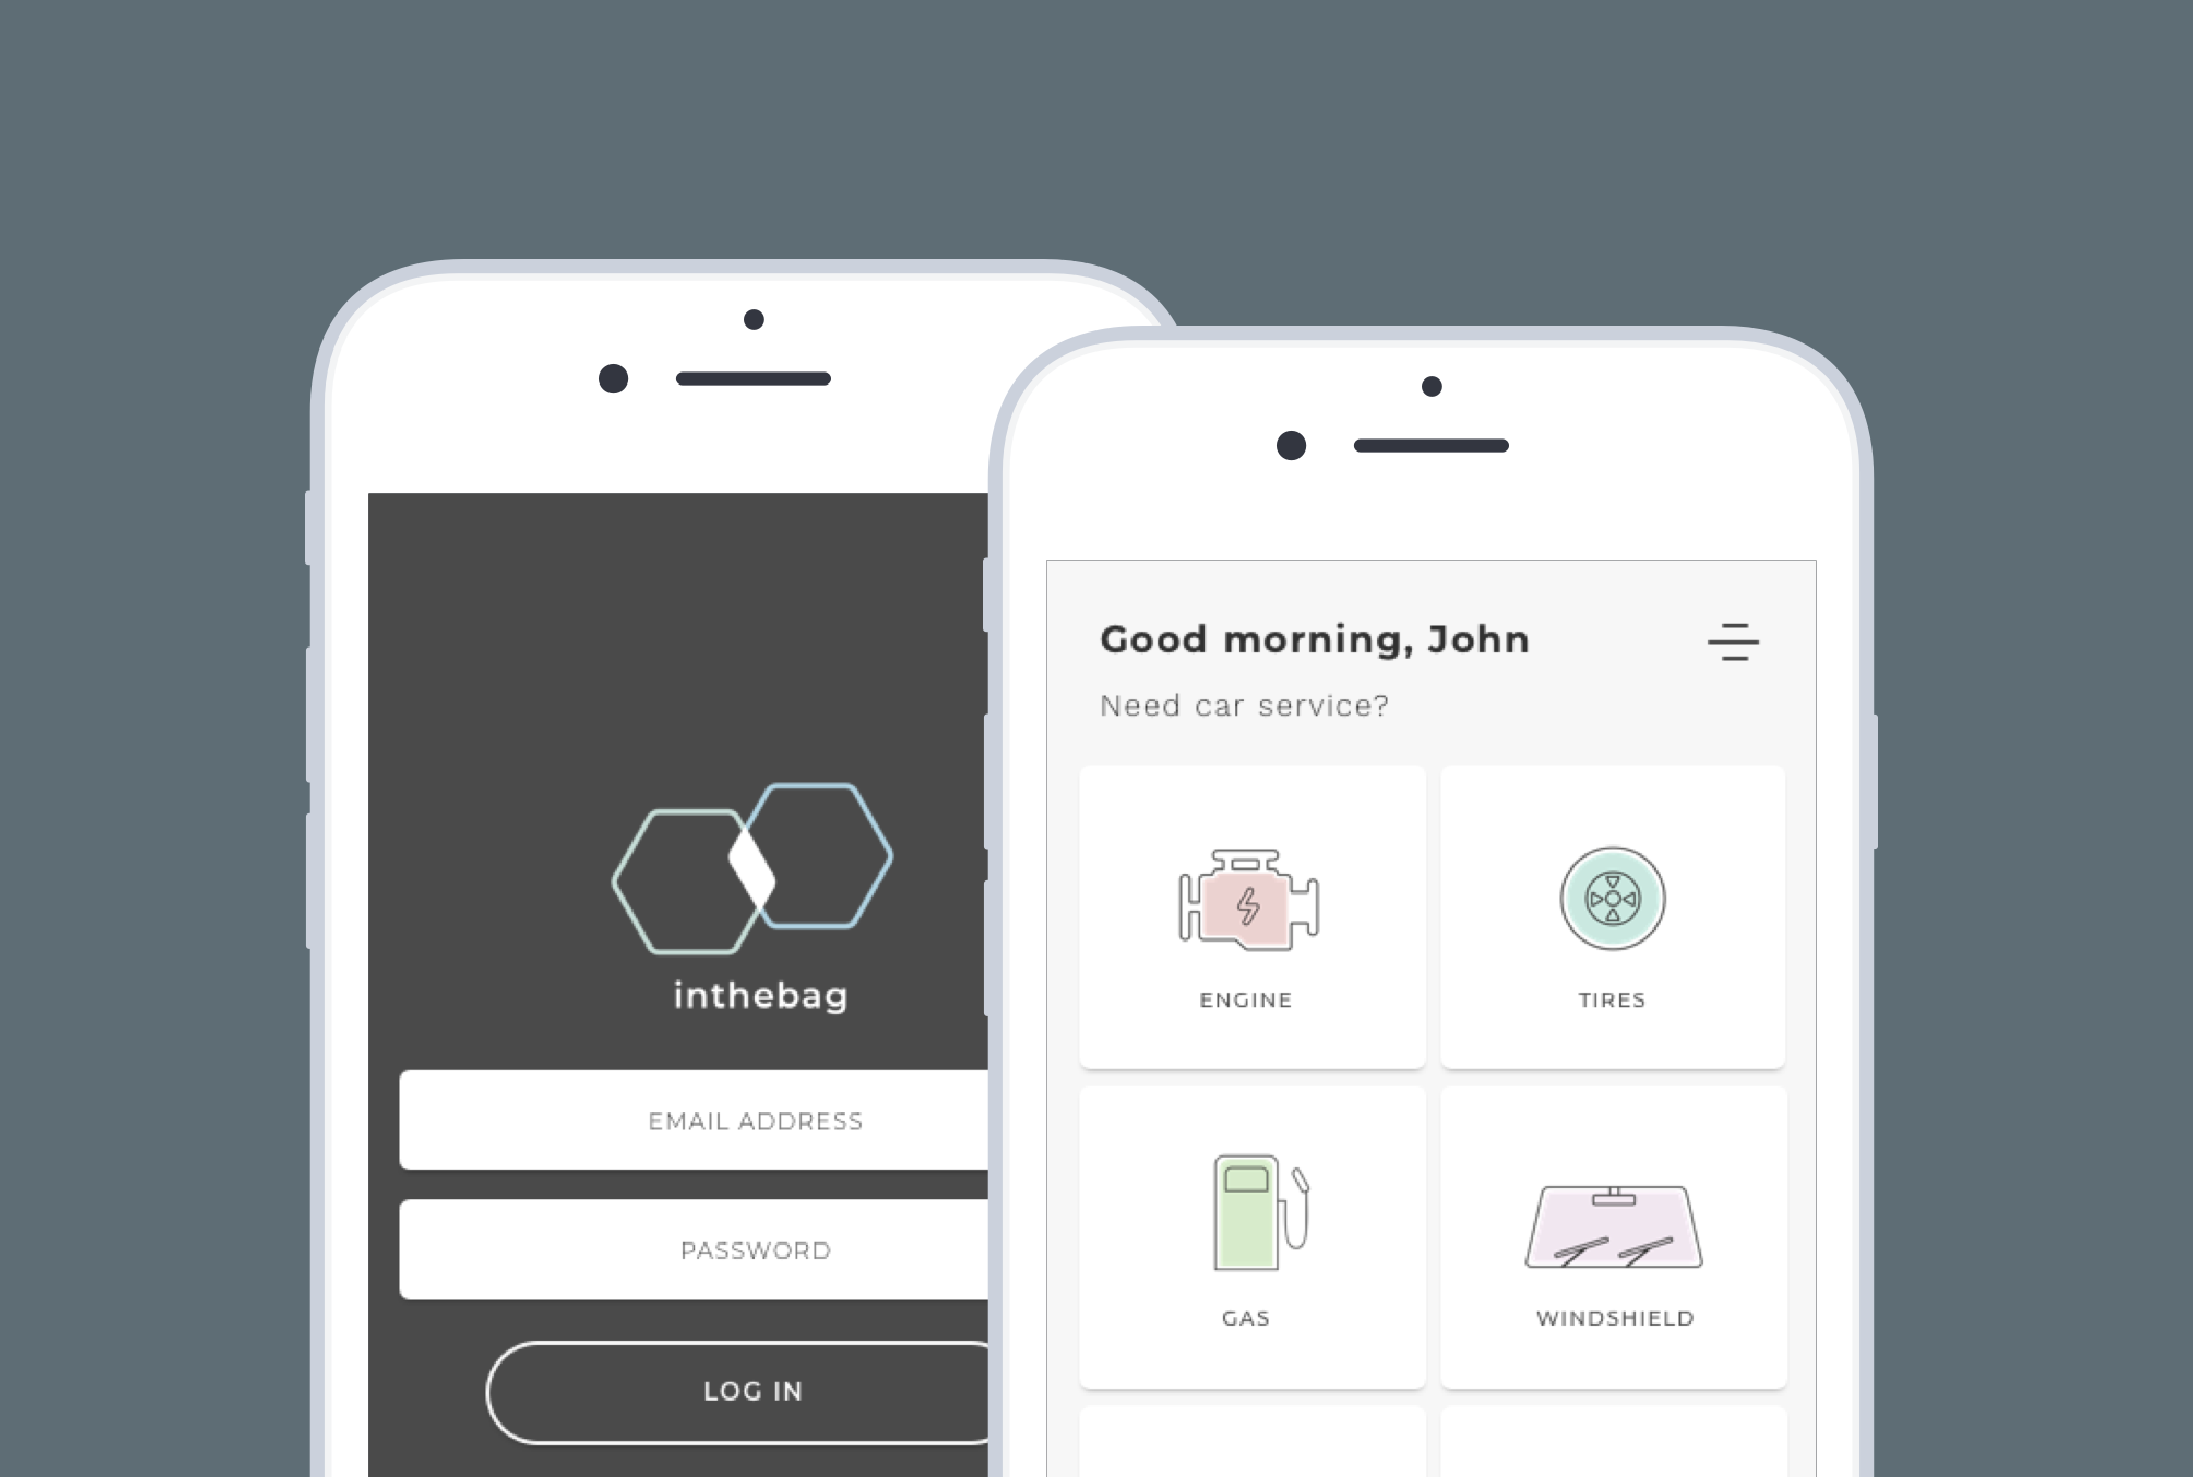 inthebag
EMAIL ADDRESS
PASSWORD
LOG IN
Good morning, John
Need car service?
ENGINE
TIRES
GAS
WINDSHIELD